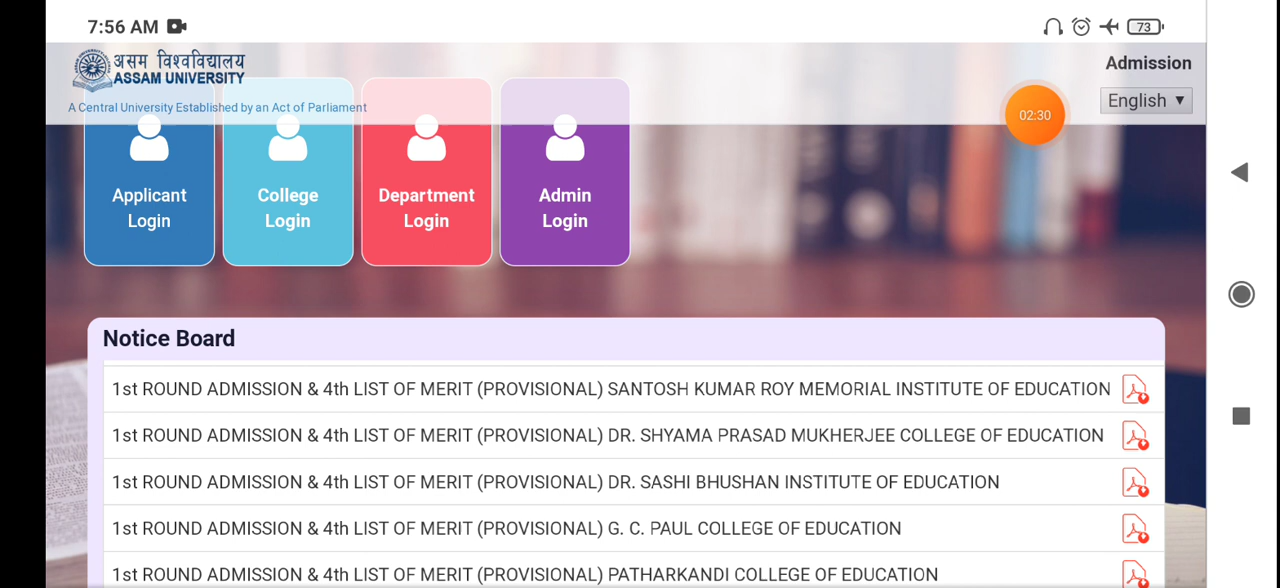 7:56 AM
73
असम विश्वविद्यालय
ASSAM UNIVERSITY
A Central University Established by an Act of Parliament
Admission
English ▼
02:30
Applicant
Login
College
Login
Department
Login
Admin
Login
Notice Board
1st ROUND ADMISSION & 4th LIST OF MERIT (PROVISIONAL) SANTOSH KUMAR ROY MEMORIAL INSTITUTE OF EDUCATION
1st ROUND ADMISSION & 4th LIST OF MERIT (PROVISIONAL) DR. SHYAMA PRASAD MUKHERJEE COLLEGE OF EDUCATION
1st ROUND ADMISSION & 4th LIST OF MERIT (PROVISIONAL) DR. SASHI BHUSHAN INSTITUTE OF EDUCATION
1st ROUND ADMISSION & 4th LIST OF MERIT (PROVISIONAL) G. C. PAUL COLLEGE OF EDUCATION
1st ROUND ADMISSION & 4th LIST OF MERIT (PROVISIONAL) PATHARKANDI COLLEGE OF EDUCATION